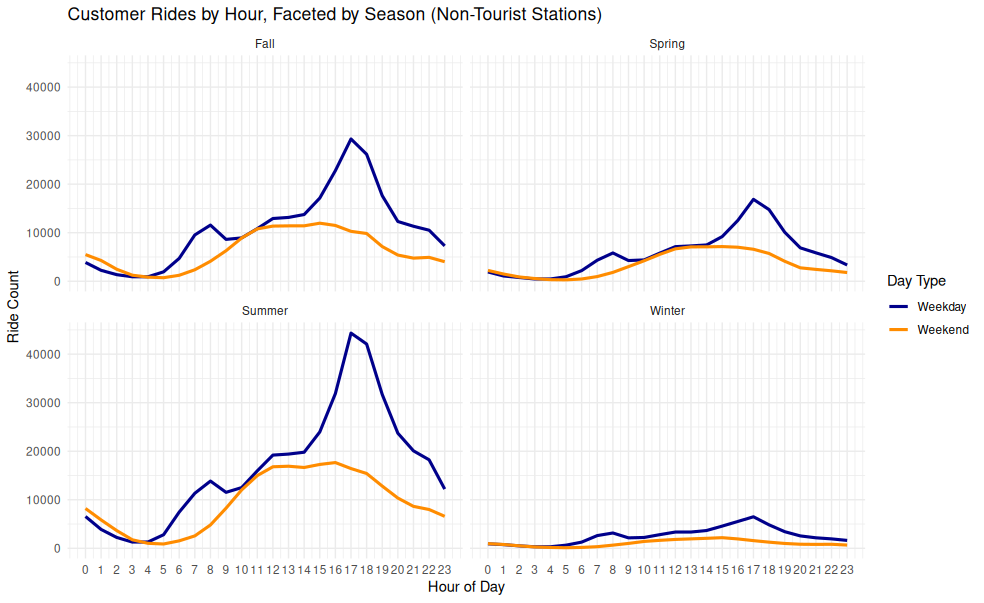 Customer Rides by Hour, Faceted by Season (Non-Tourist Stations)
Fall
Spring
40000
30000
20000
10000
0
Summer
Winter
40000
30000
20000
10000
0
0 1 2 3 4 5 6 7 8 9 10 11 12 13 14 15 16 17 18 19 20 21 22 23
0 1 2 3 4 5 6 7 8 9 10 11 12 13 14 15 16 17 18 19 20 21 22 23
Hour of Day
Ride Count
Day Type
Weekday
Weekend